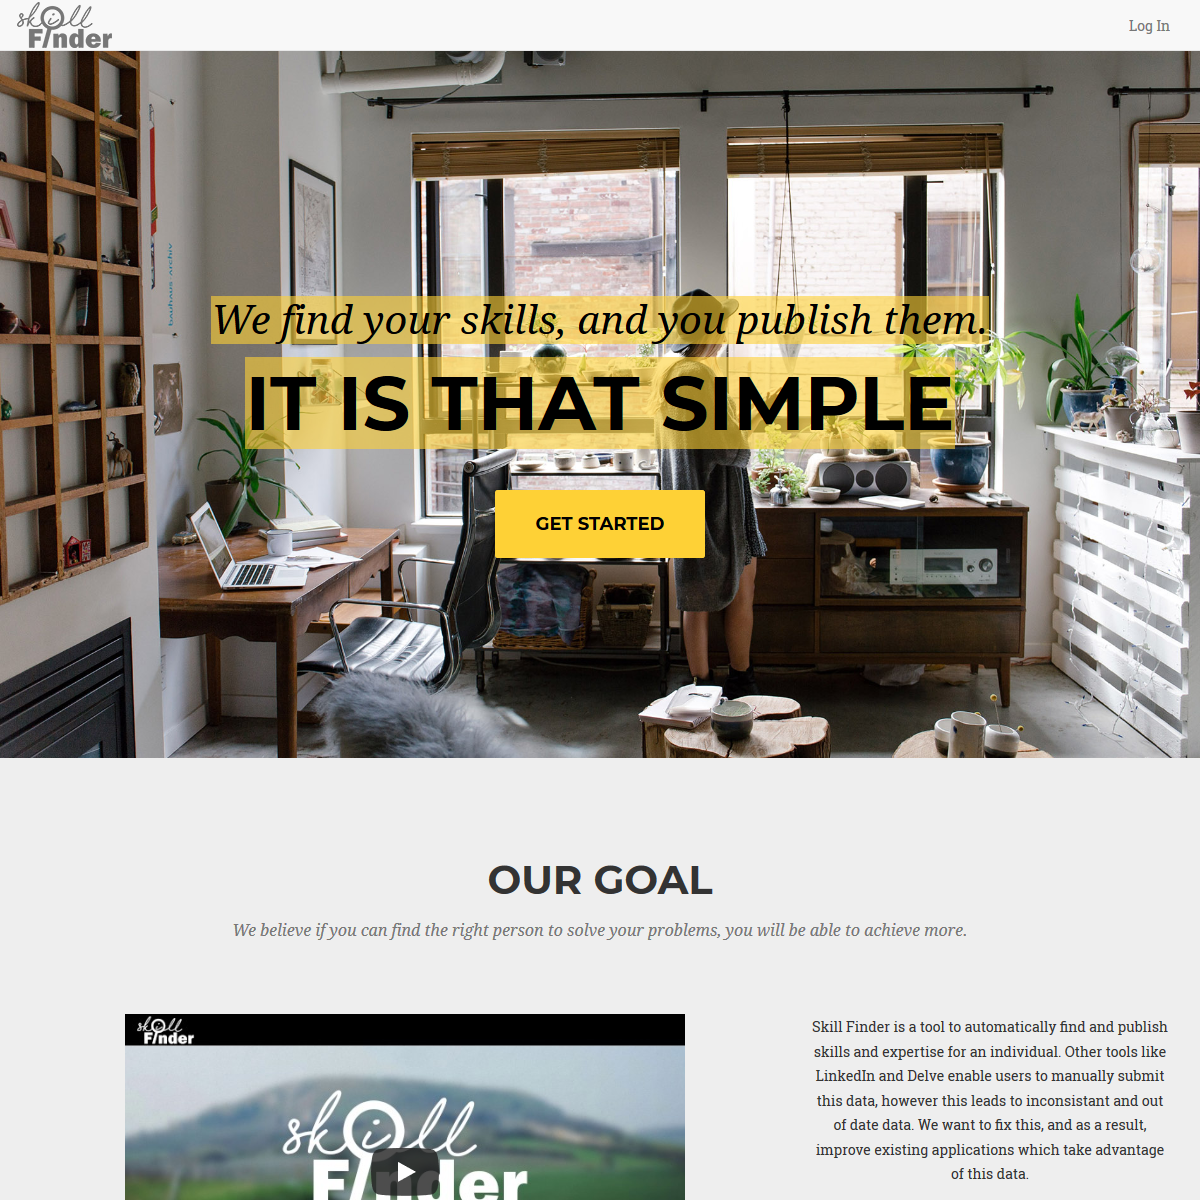 skill
Finder
Log In
We find your skills, and you publish them.
IT IS THAT SIMPLE
GET STARTED
bauhaus-archiv
OUR GOAL
We believe if you can find the right person to solve your problems, you will be able to achieve more.
skill
Finder
skill
Finder
Skill Finder is a tool to automatically find and publish
skills and expertise for an individual. Other tools like
LinkedIn and Delve enable users to manually submit
this data, however this leads to inconsistant and out
of date data. We want to fix this, and as a result,
improve existing applications which take advantage
of this data.